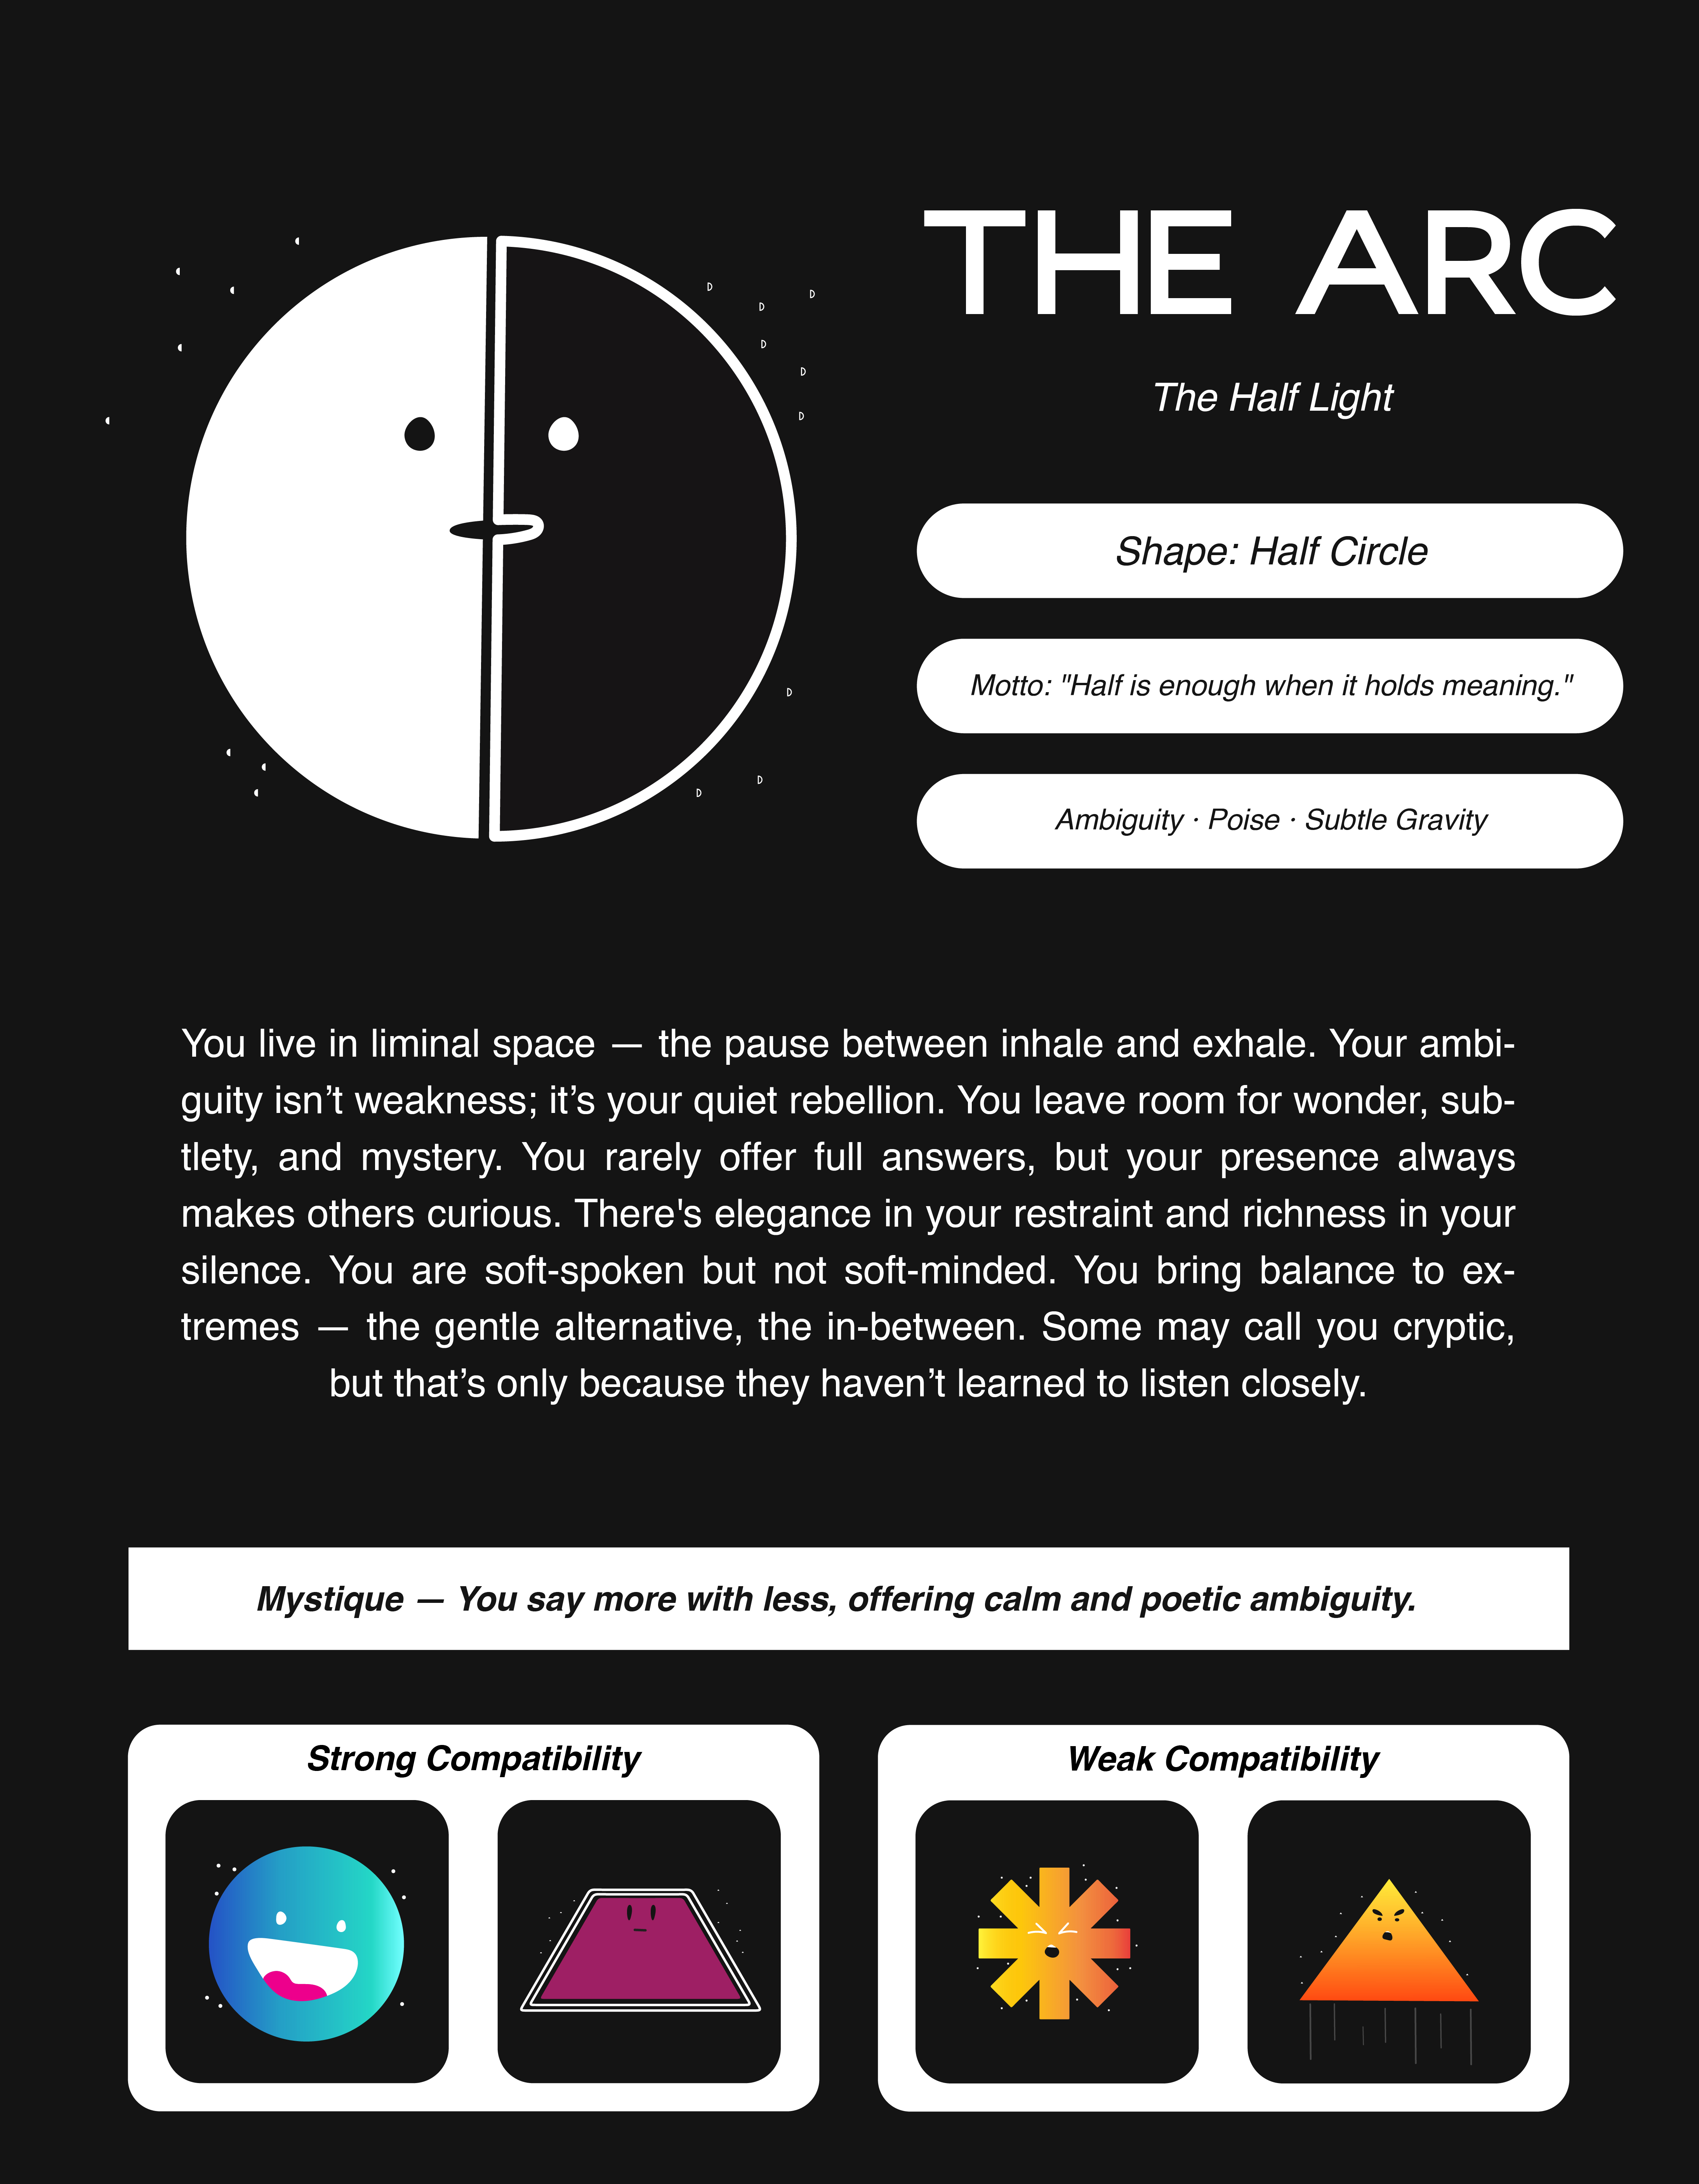 THE ARC
The Half Light
Shape: Half Circle
Motto: "Half is enough when it holds meaning."
Ambiguity · Poise · Subtle Gravity
You live in liminal space — the pause between inhale and exhale. Your ambi-
guity isn’t weakness; it’s your quiet rebellion. You leave room for wonder, sub-
tlety, and mystery. You rarely offer full answers, but your presence always
makes others curious. There's elegance in your restraint and richness in your
silence. You are soft-spoken but not soft-minded. You bring balance to ex-
tremes — the gentle alternative, the in-between. Some may call you cryptic,
but that’s only because they haven’t learned to listen closely.
Mystique — You say more with less, offering calm and poetic ambiguity.
Strong Compatibility
Weak Compatibility